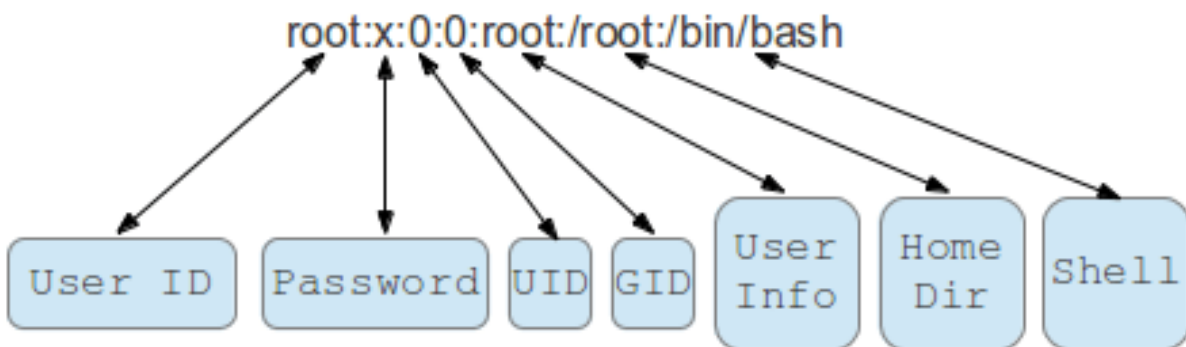 root:x:0:0:root:/root:/bin/bash
User ID
Password
UID
GID
User
Info
Home
Dir
Shell